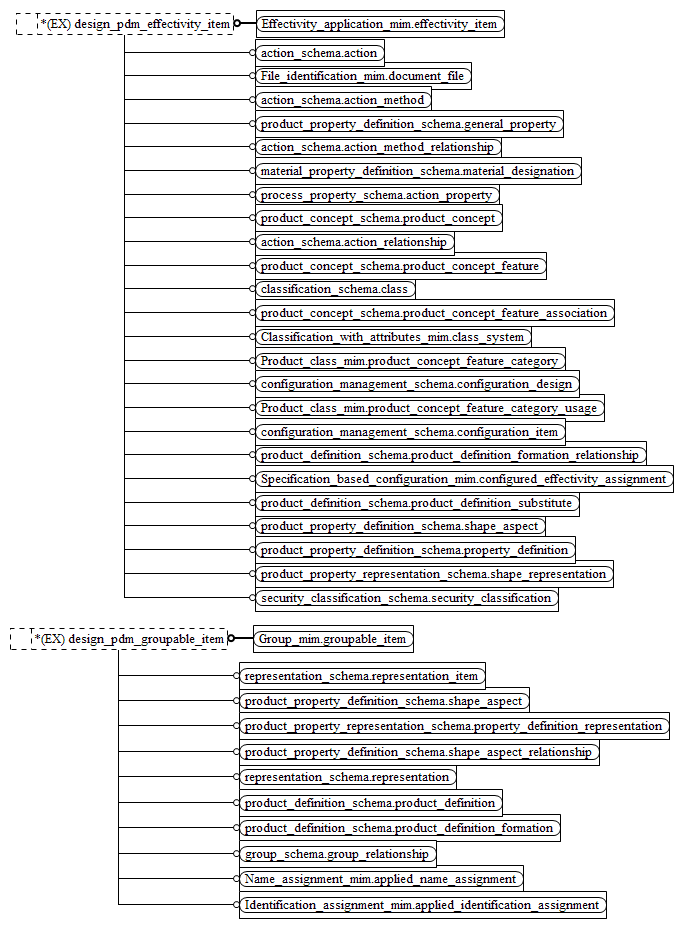 *(EX) design_pdm_effectivity_item
Effectivity_application_mim.effectivity_item
action_schema.action
File_identification_mim.document_file
action_schema.action_method
product_property_definition_schema.general_property
action_schema.action_method_relationship
material_property_definition_schema.material_designation
process_property_schema.action_property
product_concept_schema.product_concept
action_schema.action_relationship
product_concept_schema.product_concept_feature
classification_schema.class
product_concept_schema.product_concept_feature_association
Classification_with_attributes_mim.class_system
Product_class_mim.product_concept_feature_category
configuration_management_schema.configuration_design
Product_class_mim.product_concept_feature_category_usage
configuration_management_schema.configuration_item
product_definition_schema.product_definition_formation_relationship
Specification_based_configuration_mim.configured_effectivity_assignment
product_definition_schema.product_definition_substitute
product_property_definition_schema.shape_aspect
product_property_definition_schema.property_definition
product_property_representation_schema.shape_representation
security_classification_schema.security_classification
*(EX) design_pdm_groupable_item
Group_mim.groupable_item
representation_schema.representation_item
product_property_definition_schema.shape_aspect
product_property_representation_schema.property_definition_representation
product_property_definition_schema.shape_aspect_relationship
representation_schema.representation
product_definition_schema.product_definition
product_definition_schema.product_definition_formation
group_schema.group_relationship
Name_assignment_mim.applied_name_assignment
Identification_assignment_mim.applied_identification_assignment